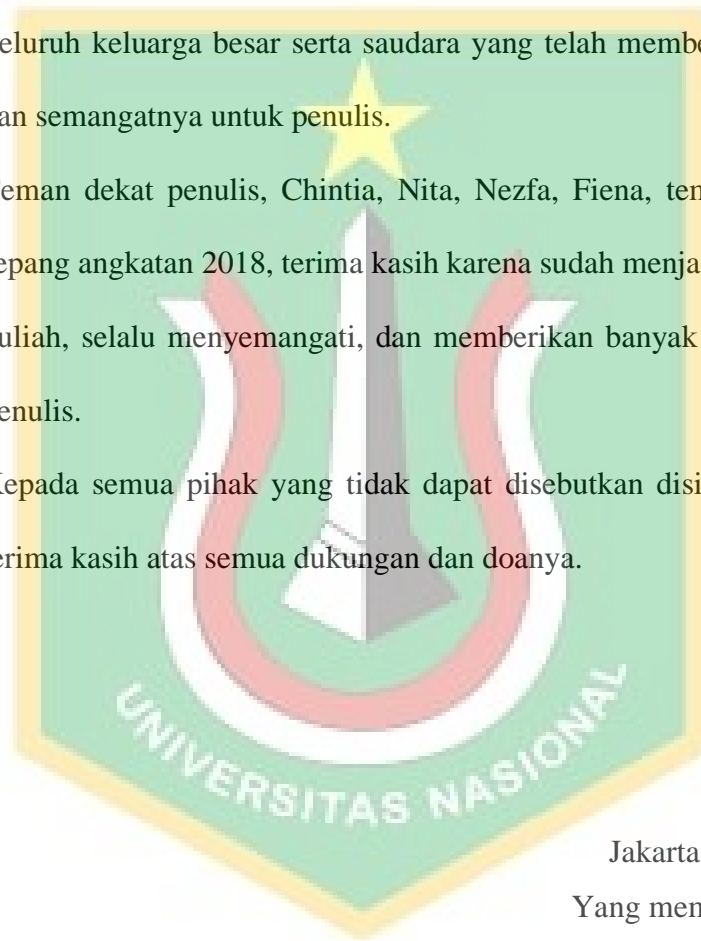 eluruh keluarga besar serta saudara yang telah membe
an semangatnya untuk penulis.
eman dekat penulis, Chintia, Nita, Nezfa, Fiena, tem
epang angkatan 2018, terima kasih karena sudah menja
uliah, selalu menyemangati, dan memberikan banyak
enulis.
Kepada semua pihak yang tidak dapat disebutkan disi
erima kasih atas semua dukungan dan doanya.
UNIVERSITAS NASIONAL
Jakarta
Yang men